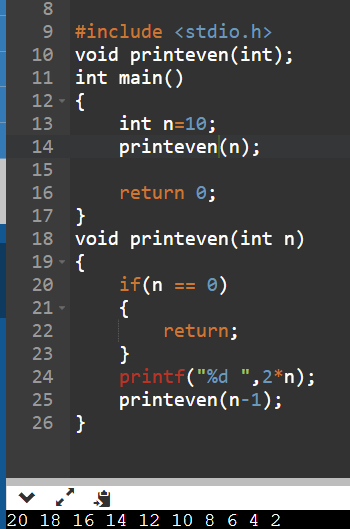 8
9 #include <stdio.h>
10 void printeven(int);
11 int main()
12 {
13     int n=10;
14     printeven(n);
15
16     return 0;
17 }
18 void printeven(int n)
19 {
20     if(n == 0)
21     {
22         return;
23     }
24     printf("%d ",2*n);
25     printeven(n-1);
26 }
20 18 16 14 12 10 8 6 4 2